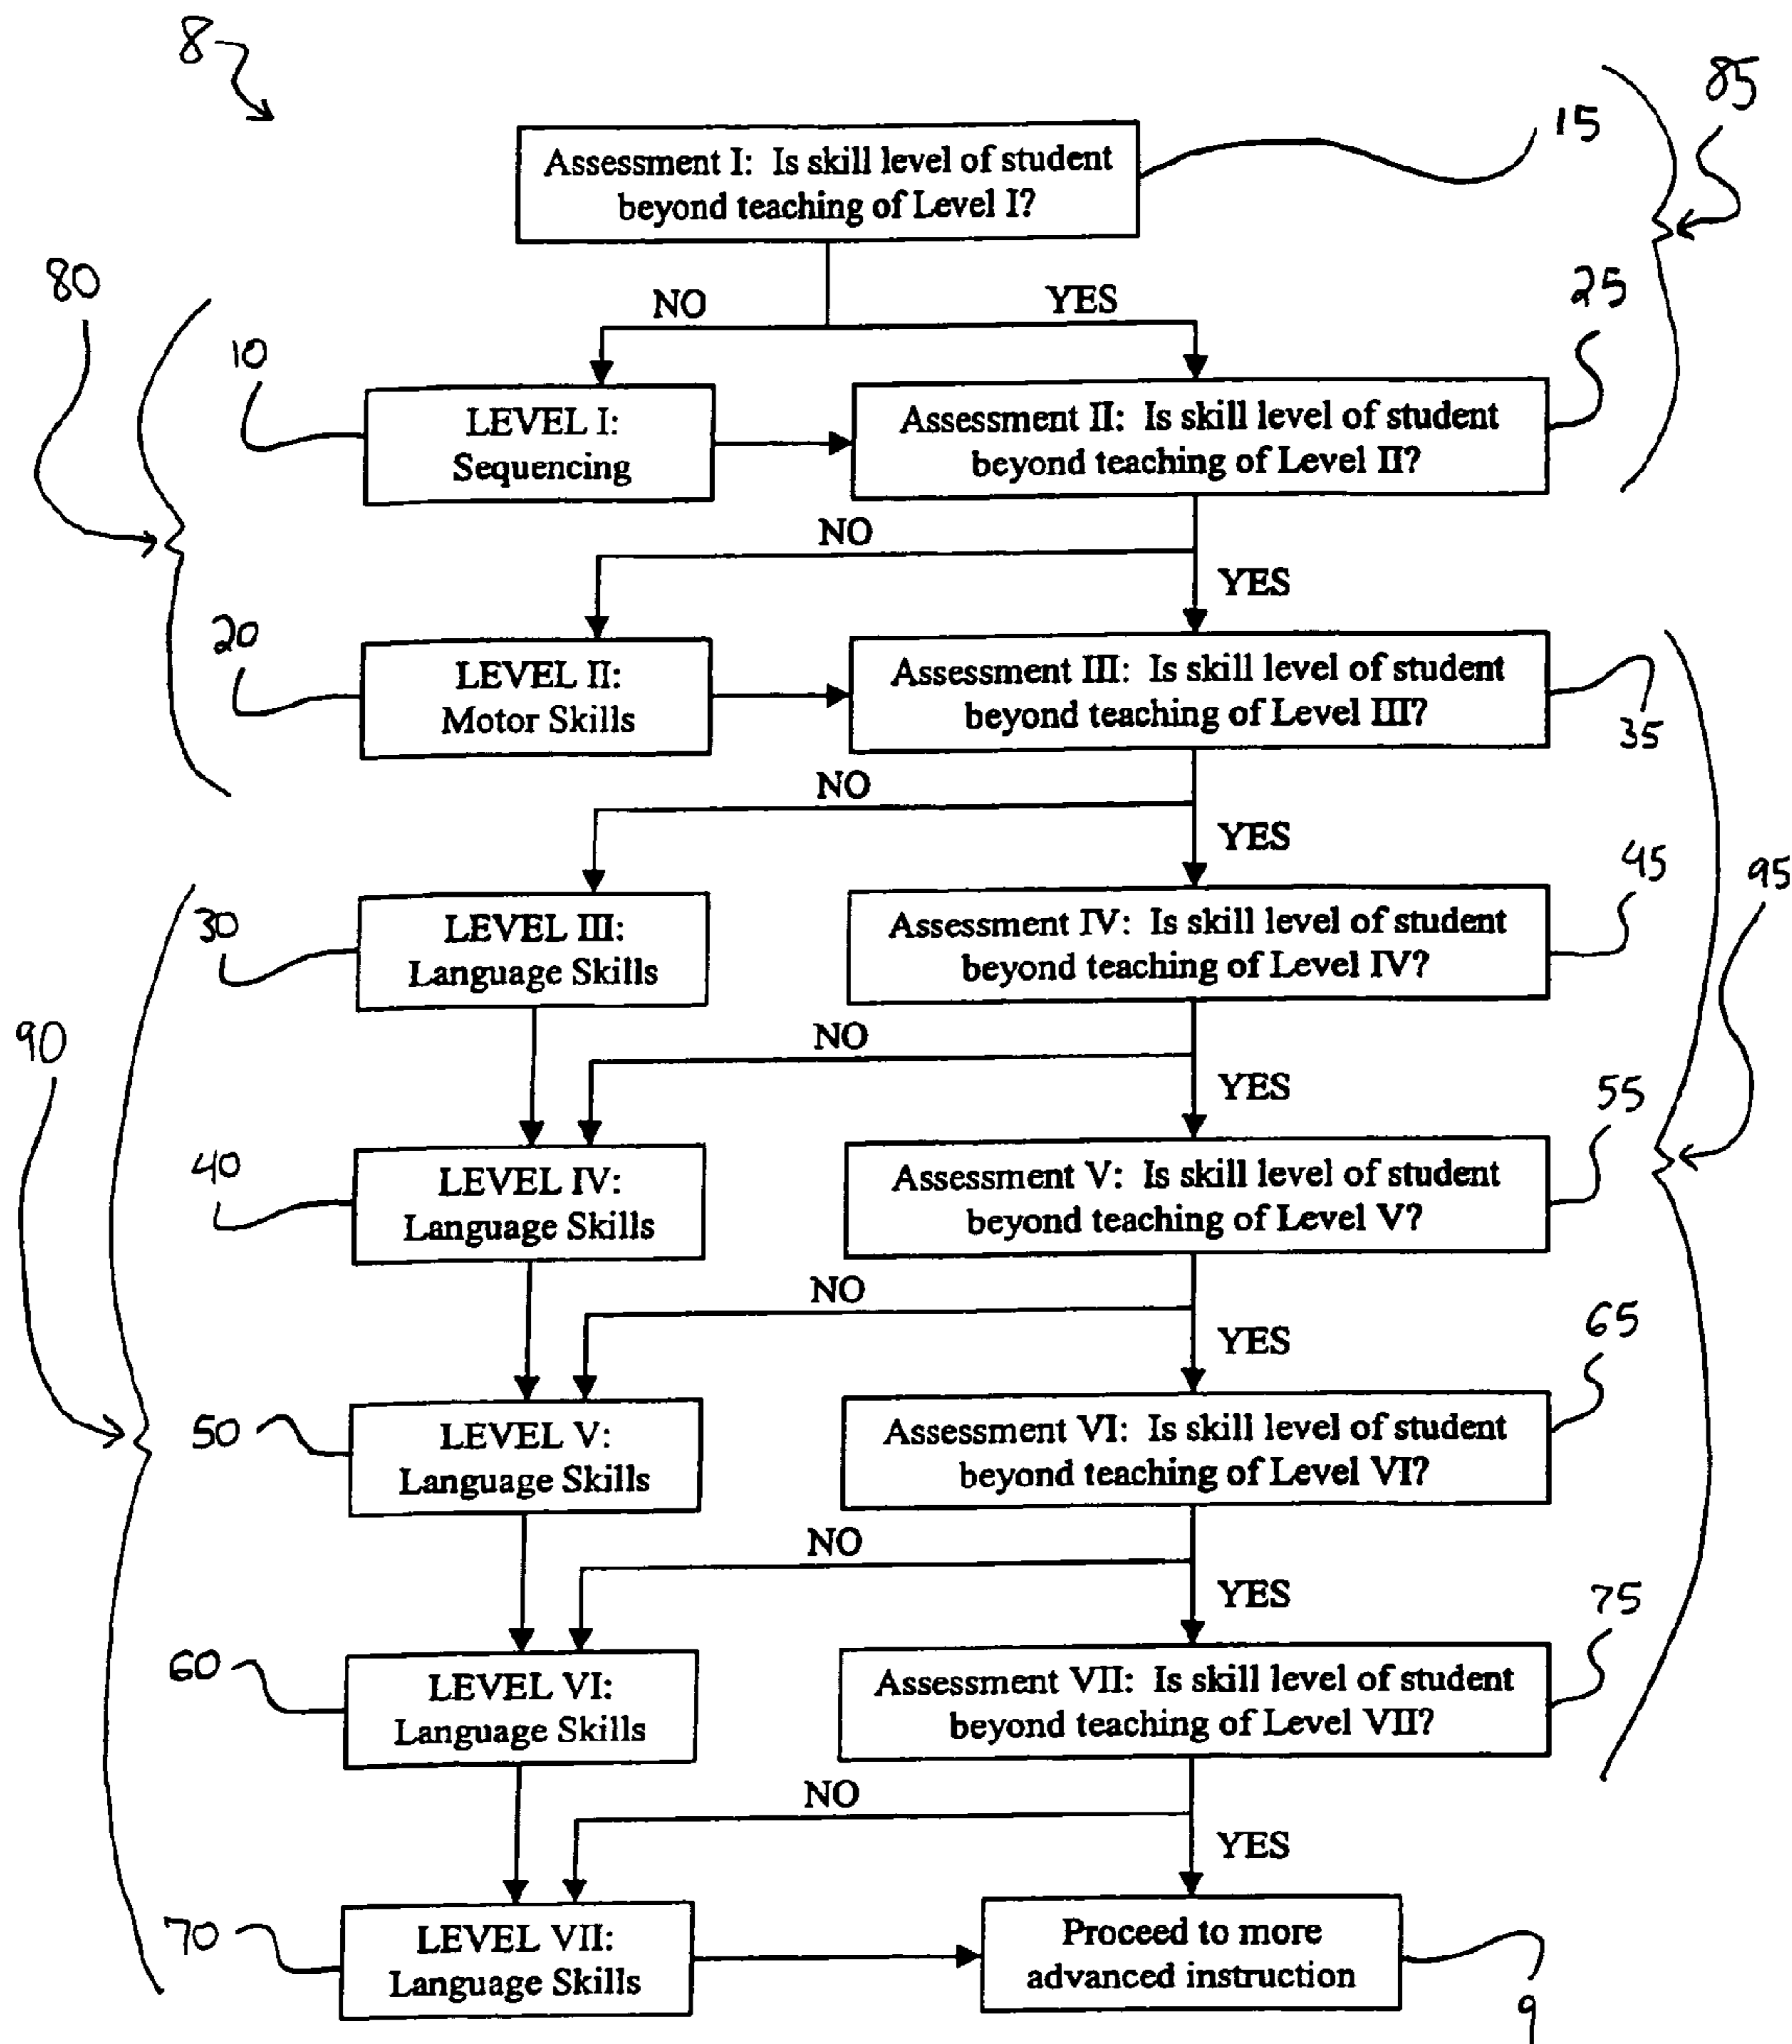 8
85
15
Assessment I: Is skill level of student
beyond teaching of Level I?
80
NO
YES
25
10
LEVEL I:
Sequencing
Assessment II: Is skill level of student
beyond teaching of Level II?
NO
YES
20
LEVEL II:
Motor Skills
Assessment III: Is skill level of student
beyond teaching of Level III?
35
NO
YES
45
95
30
LEVEL III:
Language Skills
Assessment IV: Is skill level of student
beyond teaching of Level IV?
90
NO
YES
55
40
LEVEL IV:
Language Skills
Assessment V: Is skill level of student
beyond teaching of Level V?
NO
YES
65
50
LEVEL V:
Language Skills
Assessment VI: Is skill level of student
beyond teaching of Level VI?
NO
YES
75
60
LEVEL VI:
Language Skills
Assessment VII: Is skill level of student
beyond teaching of Level VII?
NO
YES
70
LEVEL VII:
Language Skills
Proceed to more
advanced instruction
9